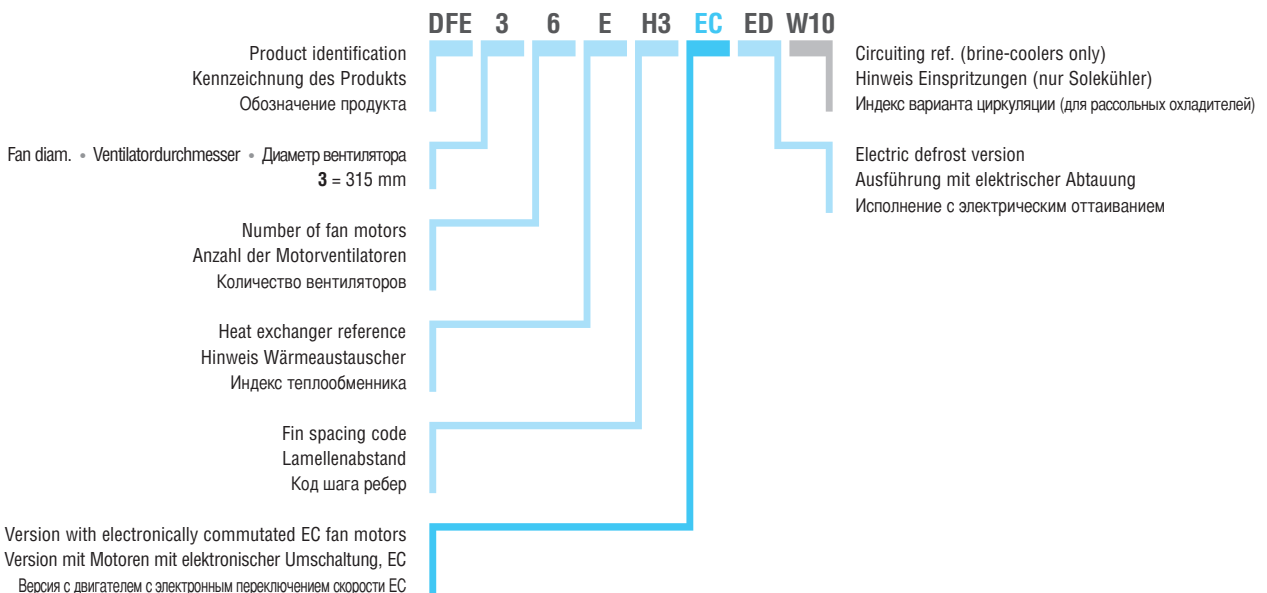 DFE 3 6 E H3 EC ED W10
Product identification
Kennzeichnung des Produkts
Обозначение продукта
Fan diam. • Ventilatordurchmesser • Диаметр вентилятора
3 = 315 mm
Number of fan motors
Anzahl der Motorventilatoren
Количество вентиляторов
Heat exchanger reference
Hinweis Wärmeaustauscher
Индекс теплообменника
Fin spacing code
Lamellenabstand
Код шага ребер
Version with electronically commutated EC fan motors
Version mit Motoren mit elektronischer Umschaltung, EC
Версия с двигателем с электронным переключением скорости EC
Circuiting ref. (brine-coolers only)
Hinweis Einspritzungen (nur Solekühler)
Индекс варианта циркуляции (для рассольных охладителей)
Electric defrost version
Ausführung mit elektrischer Abtauung
Исполнение с электрическим оттаиванием